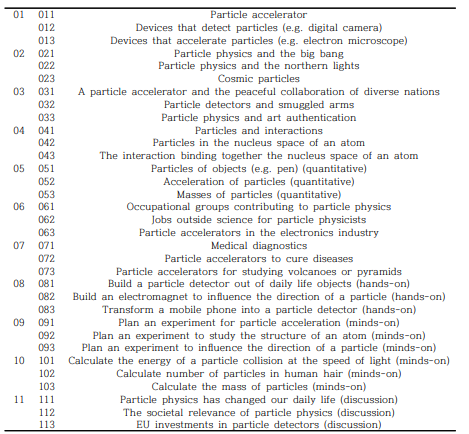 01 011 Particle accelerator
012 Devices that detect particles (e.g. digital camera)
013 Devices that accelerate particles (e.g. electron microscope)
02 021 Particle physics and the big bang
022 Particle physics and the northern lights
023 Cosmic particles
03 031 A particle accelerator and the peaceful collaboration of diverse nations
032 Particle detectors and smuggled arms
033 Particle physics and art authentication
04 041 Particles and interactions
042 Particles in the nucleus space of an atom
043 The interaction binding together the nucleus space of an atom
05 051 Particles of objects (e.g. pen) (quantitative)
052 Acceleration of particles (quantitative)
053 Masses of particles (quantitative)
06 061 Occupational groups contributing to particle physics
062 Jobs outside science for particle physicists
063 Particle accelerators in the electronics industry
07 071 Medical diagnostics
072 Particle accelerators to cure diseases
073 Particle accelerators for studying volcanoes or pyramids
08 081 Build a particle detector out of daily life objects (hands-on)
082 Build an electromagnet to influence the direction of a particle (hands-on)
083 Transform a mobile phone into a particle detector (hands-on)
09 091 Plan an experiment for particle acceleration (minds-on)
092 Plan an experiment to study the structure of an atom (minds-on)
093 Plan an experiment to influence the direction of a particle (minds-on)
10 101 Calculate the energy of a particle collision at the speed of light (minds-on)
102 Calculate number of particles in human hair (minds-on)
103 Calculate the mass of particles (minds-on)
11 111 Particle physics has changed our daily life (discussion)
112 The societal relevance of particle physics (discussion)
113 EU investments in particle detectors (discussion)